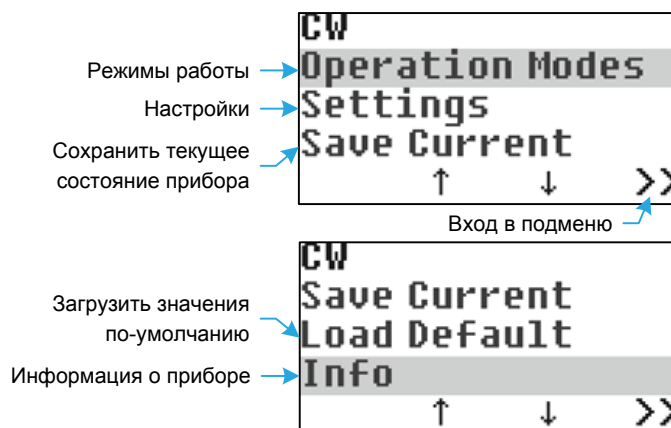 CW
Режимы работы
Operation Modes
Настройки
Settings
Сохранить текущее
состояние прибора
Save Current
↑ ↓ >>
Вход в подменю
CW
Save Current
Загрузить значения
по-умолчанию
Load Default
Информация о приборе
Info
↑ ↓ >>